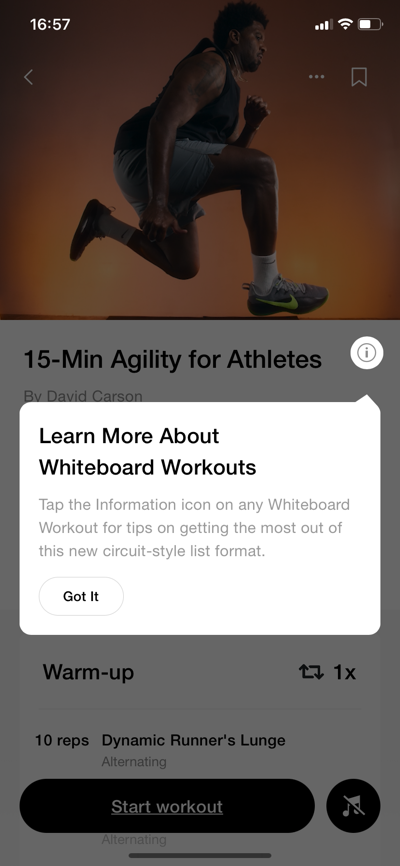 16:57
15-Min Agility for Athletes
By David Carson
Learn More About
Whiteboard Workouts
Tap the Information icon on any Whiteboard
Workout for tips on getting the most out of
this new circuit-style list format.
Got It
Warm-up 1x
10 reps Dynamic Runner's Lunge
Alternating
Start workout
Alternating